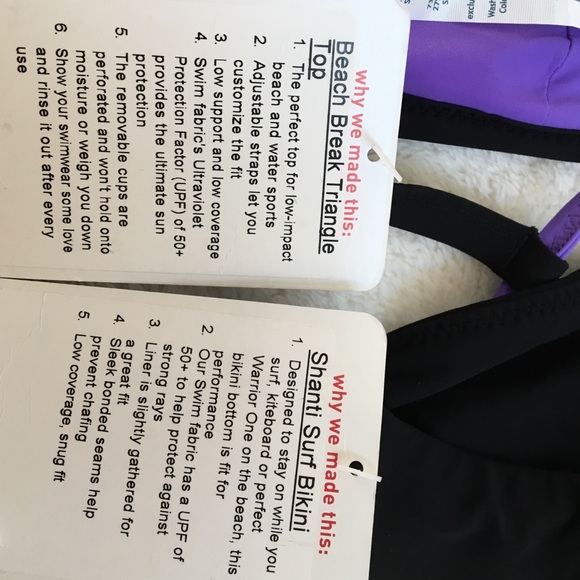 why we made this:
Beach Break Triangle
Top
1. The perfect top for low-impact
beach and water sports
2. Adjustable straps let you
customize the fit
3. Low support and low coverage
4. Swim fabric's Ultraviolet
Protection Factor (UPF) of 50+
provides the ultimate sun
protection
5. The removable cups are
perforated and won't hold onto
moisture or weigh you down
6. Show your swimwear some love
and rinse it out after every
use
why we made this:
Shanti Surf Bikini
1. Designed to stay on while you
surf, kiteboard or perfect
Warrior One on the beach, this
bikini bottom is fit for
performance
2. Our Swim fabric has a UPF of
50+ to help protect against
strong rays
3. Liner is slightly gathered for
a great fit
4. Sleek bonded seams help
prevent chafing
5. Low coverage, snug fit